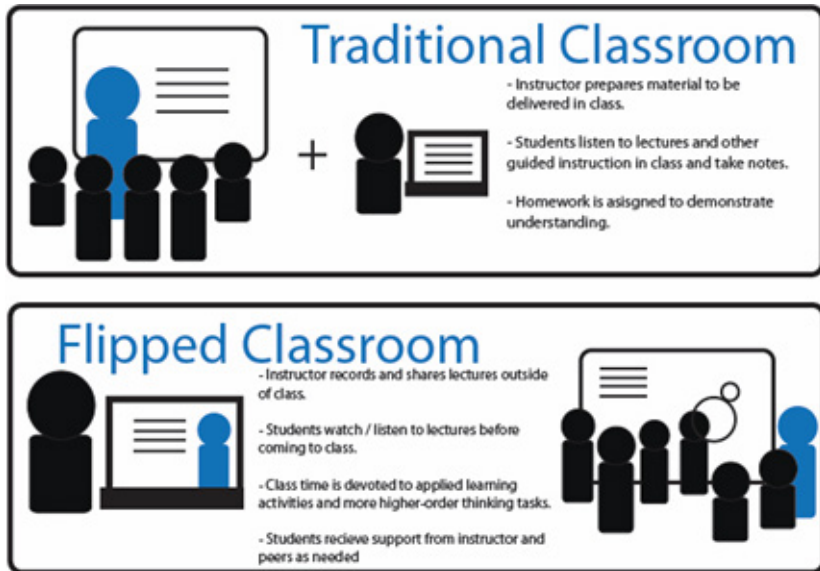 Traditional Classroom
- Instructor prepares material to be
delivered in class.
- Students listen to lectures and other
guided instruction in class and take notes.
- Homework is asisgned to demonstrate
understanding.
Flipped Classroom
- Instructor records and shares lectures outside
of class.
- Students watch / listen to lectures before
coming to class.
- Class time is devoted to applied learning
activities and more higher-order thinking tasks.
- Students recieve support from instructor and
peers as needed